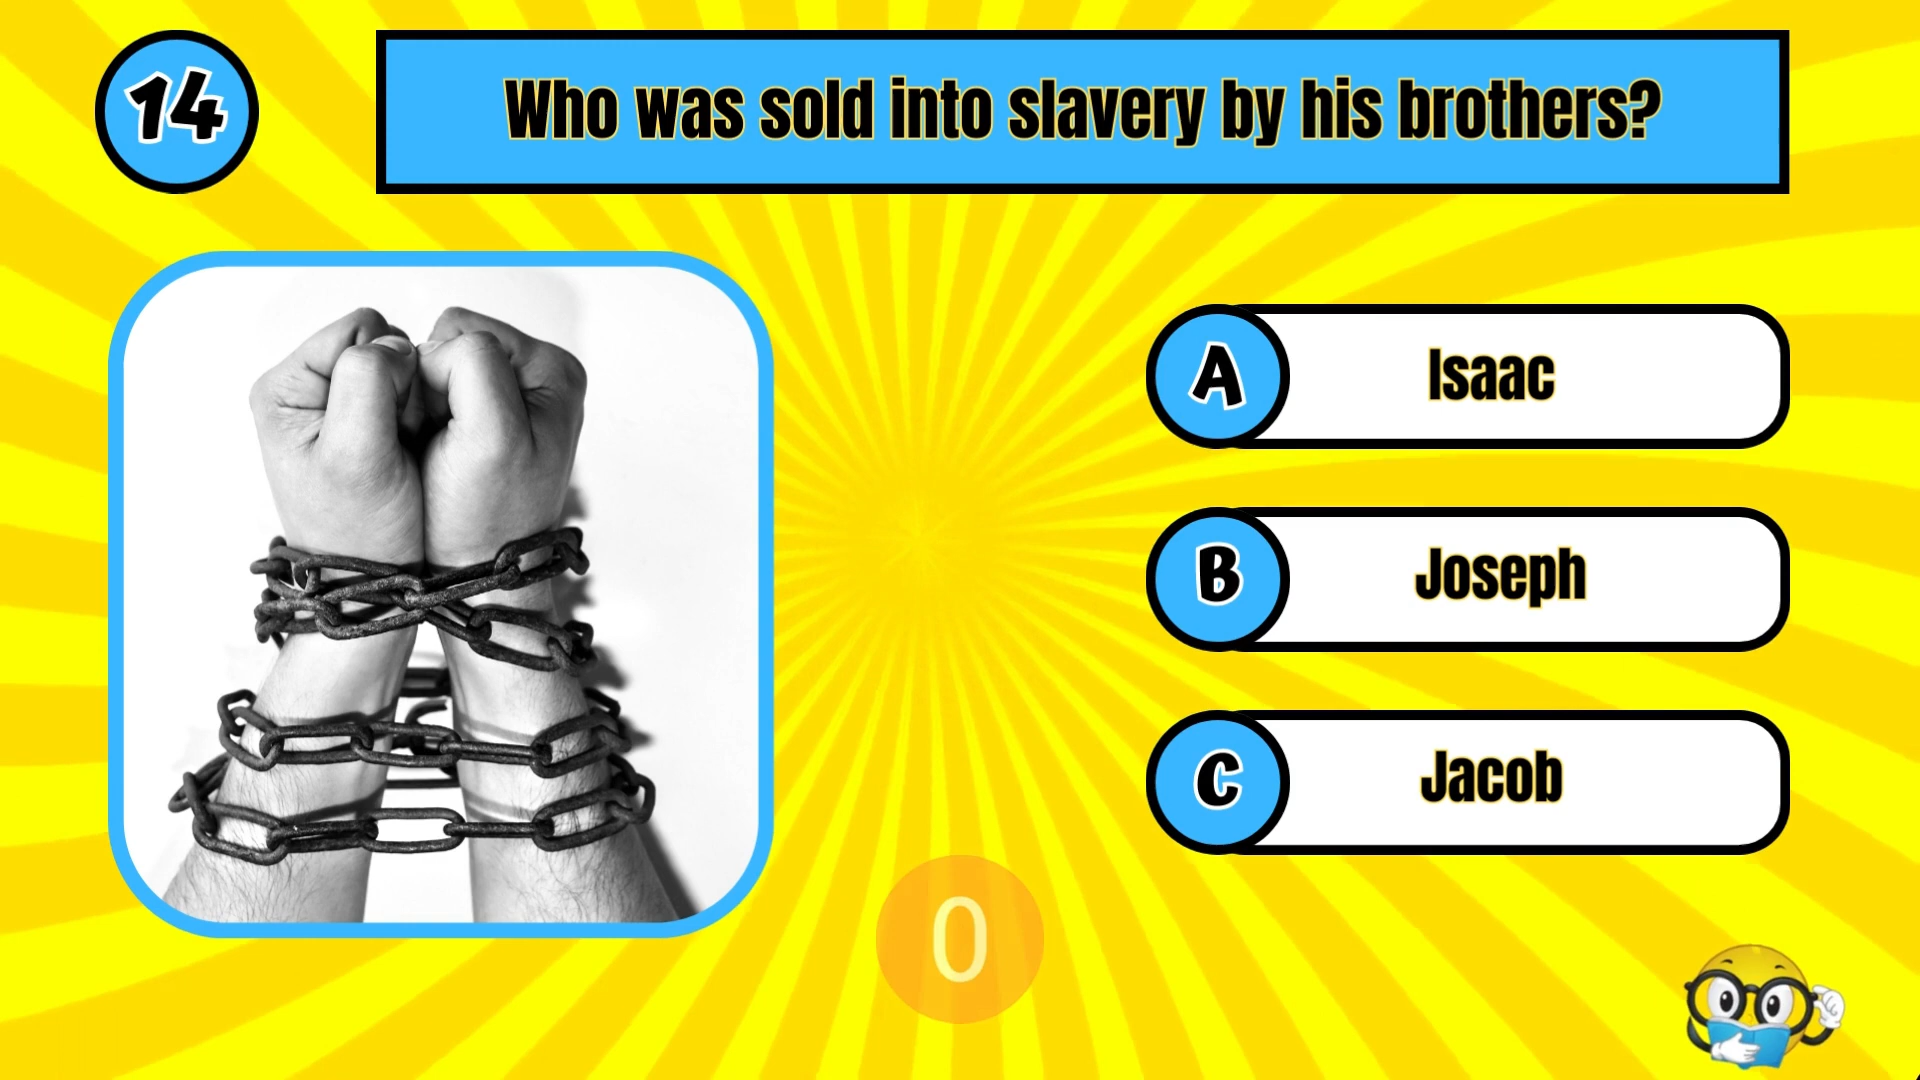 14
Who was sold into slavery by his brothers?
A
Isaac
B
Joseph
C
Jacob
0